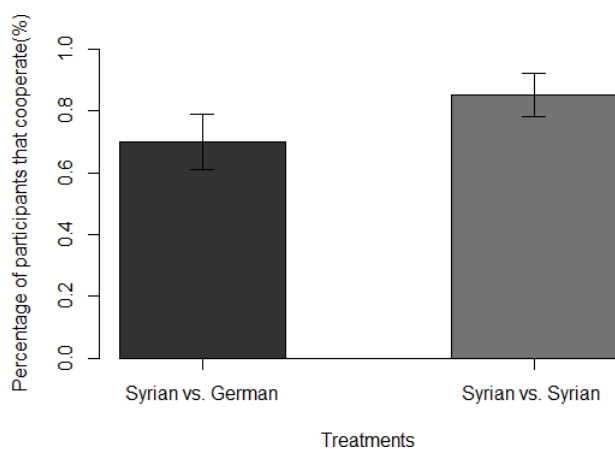 Percentage of participants that cooperate(%)
1.0
0.8
0.6
0.4
0.2
0.0
Syrian vs. German
Syrian vs. Syrian
Treatments